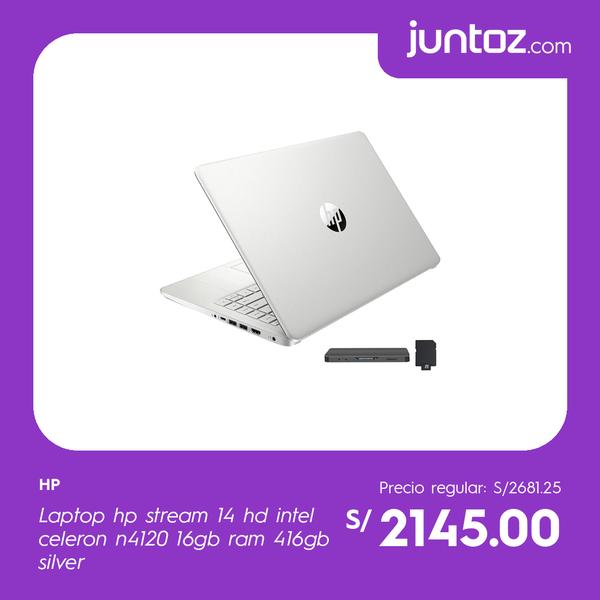 juntoz.com
hp
HP
Precio regular: S/2681.25
Laptop hp stream 14 hd intel
celeron n4120 16gb ram 416gb
silver
S/ 2145.00